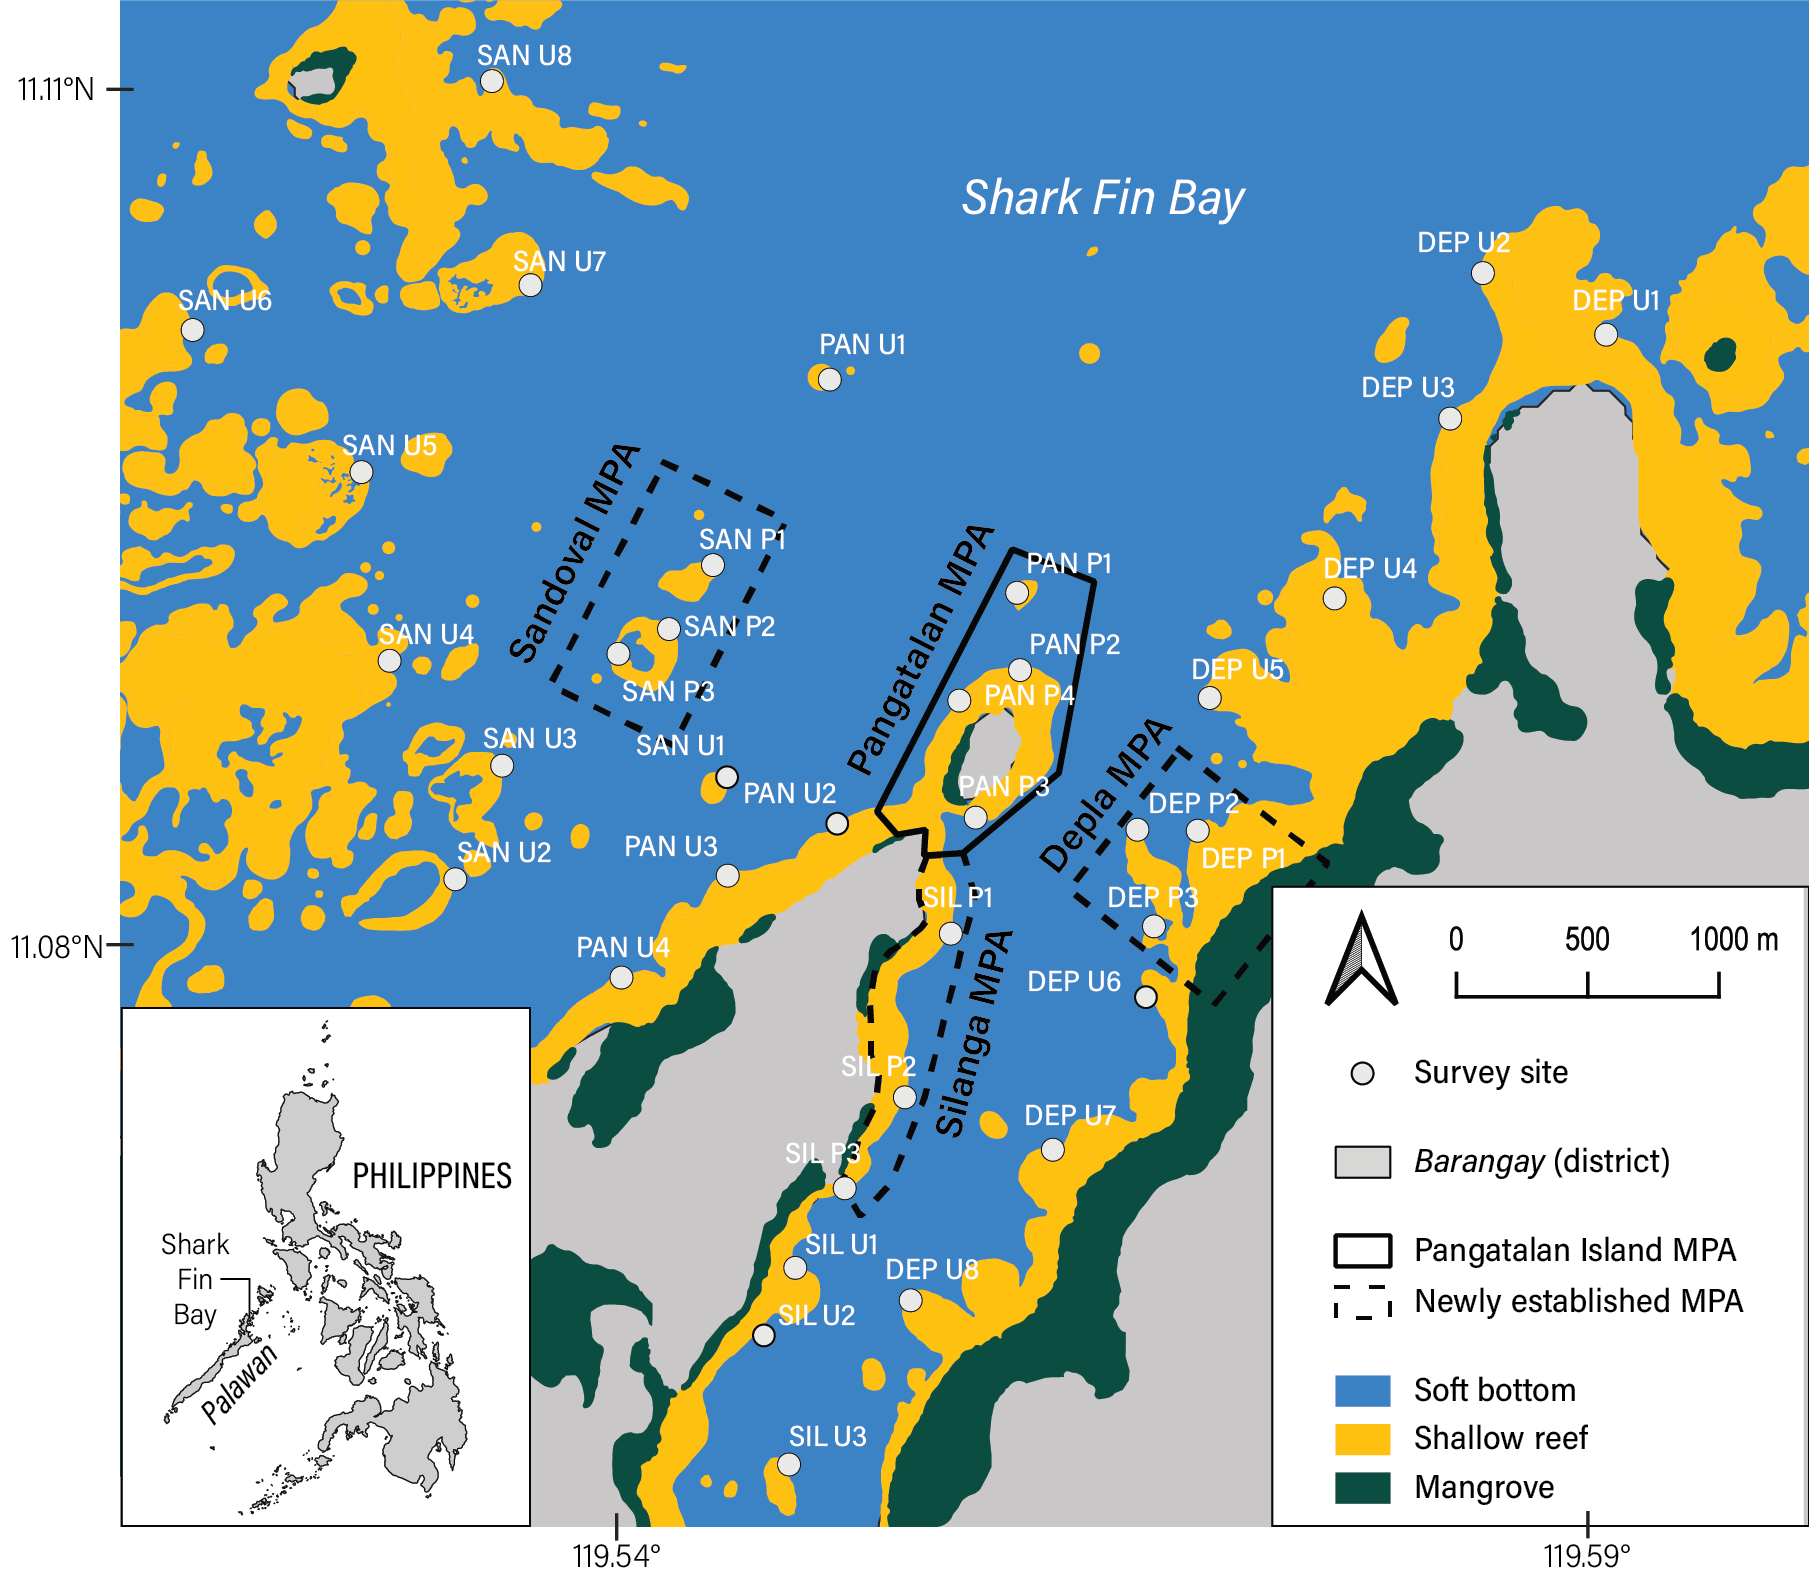 SAN U8
11.11°N
Shark Fin Bay
DEP U2
SAN U7
SAN U6
DEP U1
PAN U1
DEP U3
SAN U5
Sandoval MPA
SAN P1
Pangatalan MPA
PAN P1
DEP U4
SAN P2
SAN U4
PAN P2
DEP U5
SAN P3
PAN P4
SAN U3
SAN U1
Depla MPA
PAN P3
PAN U2
DEP P2
PAN U3
SAN U2
DEP P1
SIL P1
DEP P3
11.08°N
PAN U4
Silanga MPA
DEP U6
SIL P2
DEP U7
SIL P3
SIL U1
DEP U8
SIL U2
SIL U3
0 500 1000 m
Survey site
Barangay (district)
Pangatalan Island MPA
Newly established MPA
Soft bottom
Shallow reef
Mangrove
PHILIPPINES
Shark
Fin
Bay
Palawan
119.54°
119.59°